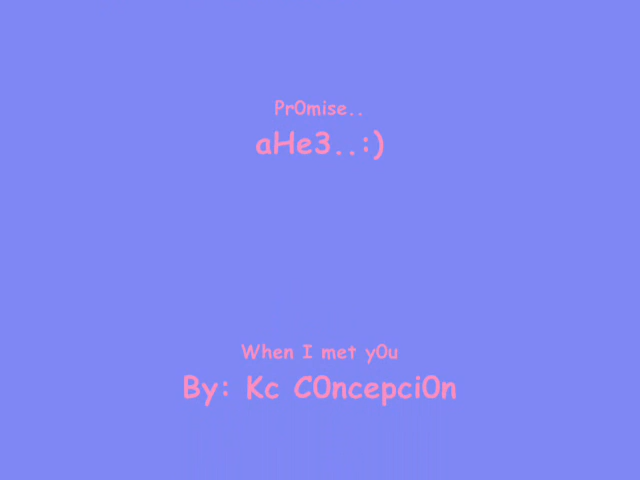 Pr0mise..
aHe3..:)
When I met y0u
By: Kc C0ncepci0n